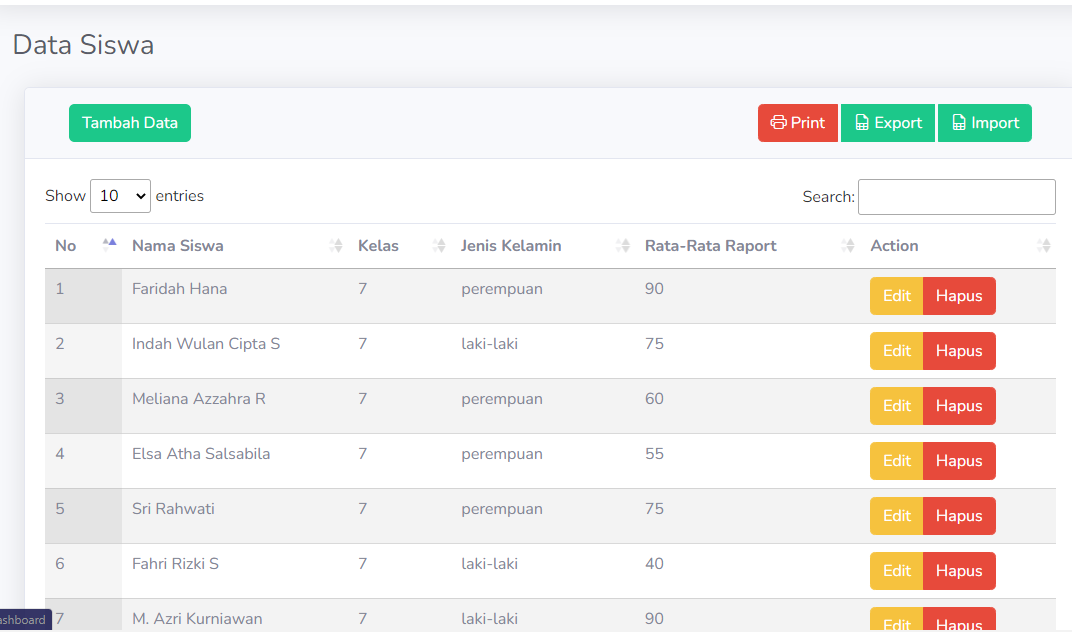 Data Siswa
Tambah Data Print Export Import
Show 10 entries Search:
No Nama Siswa Kelas Jenis Kelamin Rata-Rata Raport Action
1 Faridah Hana 7 perempuan 90 Edit Hapus
2 Indah Wulan Cipta S 7 laki-laki 75 Edit Hapus
3 Meliana Azzahra R 7 perempuan 60 Edit Hapus
4 Elsa Atha Salsabila 7 perempuan 55 Edit Hapus
5 Sri Rahwati 7 perempuan 75 Edit Hapus
6 Fahri Rizki S 7 laki-laki 40 Edit Hapus
7 M. Azri Kurniawan 7 laki-laki 90 Edit Hapus
ashboard